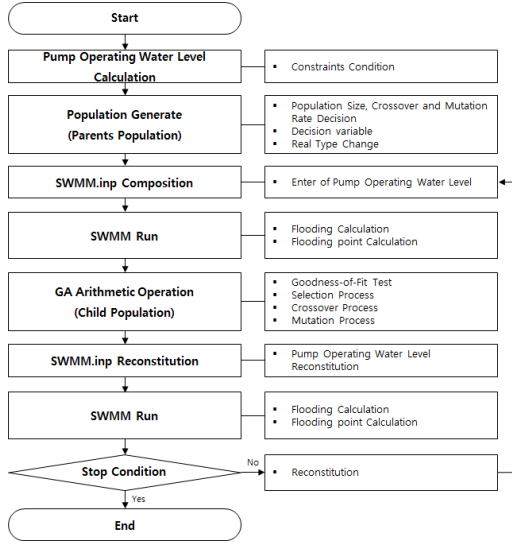 Start
Pump Operating Water Level
Calculation
▪ Constraints Condition
Population Generate
(Parents Population)
▪ Population Size, Crossover and Mutation
Rate Decision
▪ Decision variable
▪ Real Type Change
SWMM.inp Composition
▪ Enter of Pump Operating Water Level
SWMM Run
▪ Flooding Calculation
▪ Flooding point Calculation
GA Arithmetic Operation
(Child Population)
▪ Goodness-of-Fit Test
▪ Selection Process
▪ Crossover Process
▪ Mutation Process
SWMM.inp Reconstitution
▪ Pump Operating Water Level
Reconstitution
SWMM Run
▪ Flooding Calculation
▪ Flooding point Calculation
Stop Condition
No
▪ Reconstitution
Yes
End